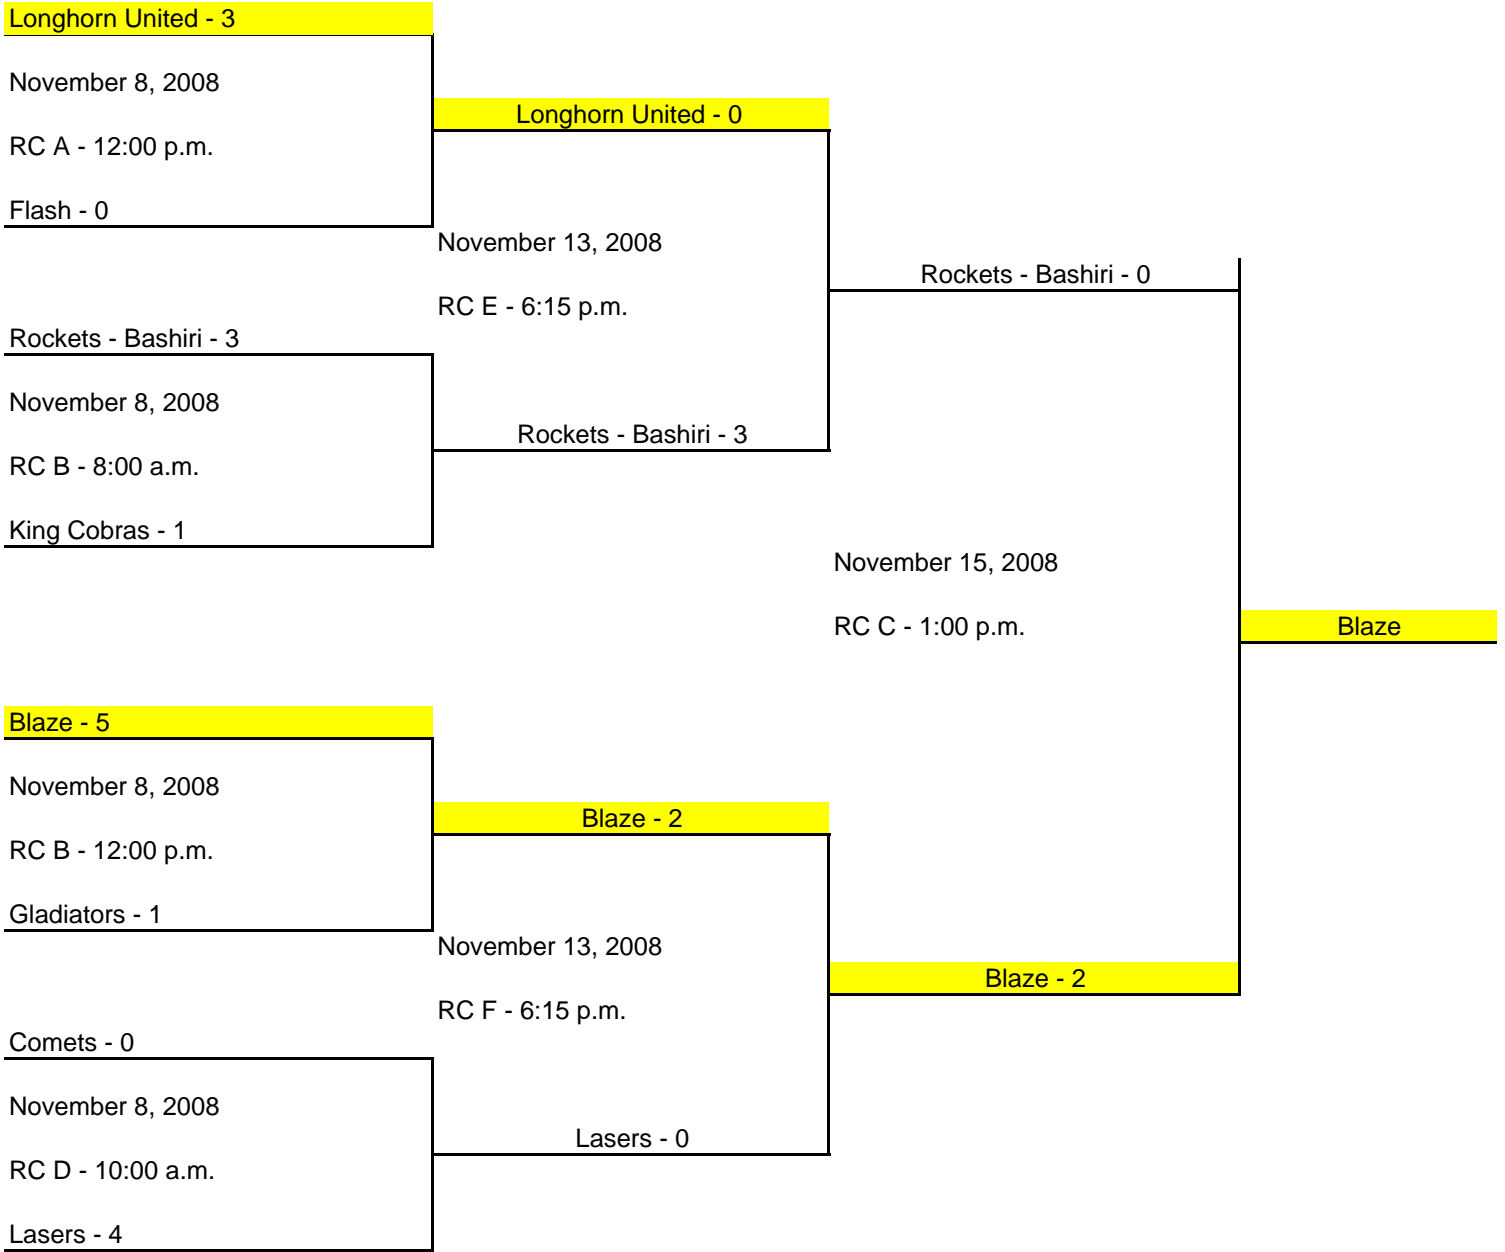 Longhorn United - 3
November 8, 2008
Longhorn United - 0
RC A - 12:00 p.m.
Flash - 0
November 13, 2008
Rockets - Bashiri - 0
RC E - 6:15 p.m.
Rockets - Bashiri - 3
November 8, 2008
Rockets - Bashiri - 3
RC B - 8:00 a.m.
King Cobras - 1
November 15, 2008
RC C - 1:00 p.m.
Blaze
Blaze - 5
November 8, 2008
Blaze - 2
RC B - 12:00 p.m.
Gladiators - 1
November 13, 2008
Blaze - 2
RC F - 6:15 p.m.
Comets - 0
November 8, 2008
Lasers - 0
RC D - 10:00 a.m.
Lasers - 4